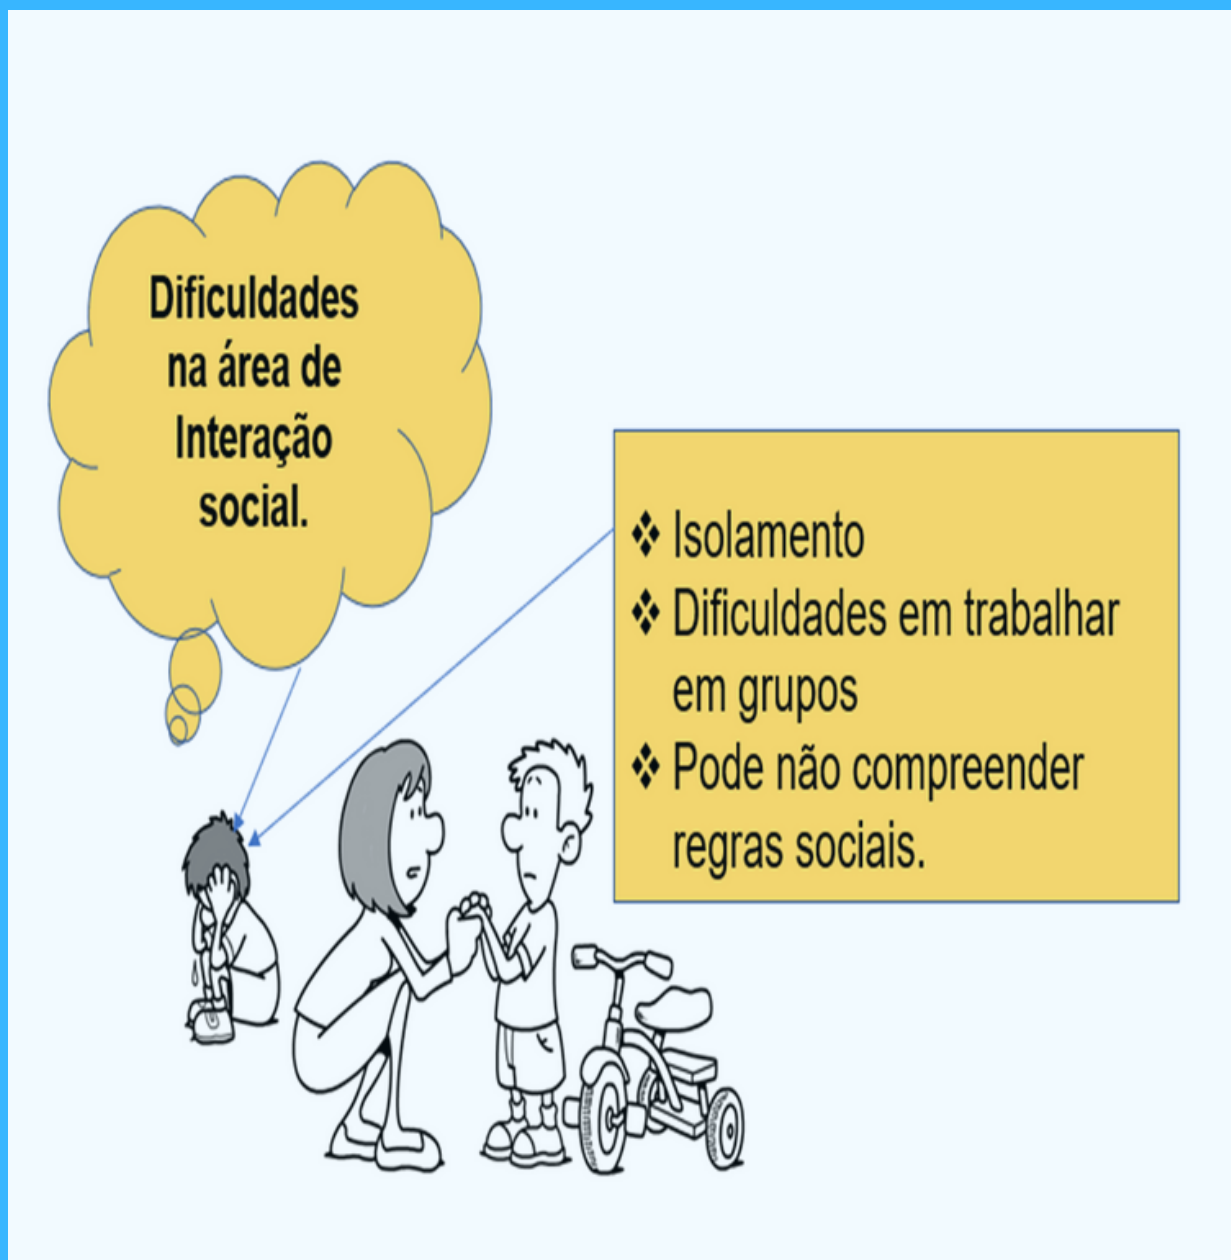 Dificuldades
na área de
Interação
social.
❖ Isolamento
❖ Dificuldades em trabalhar
em grupos
❖ Pode não compreender
regras sociais.